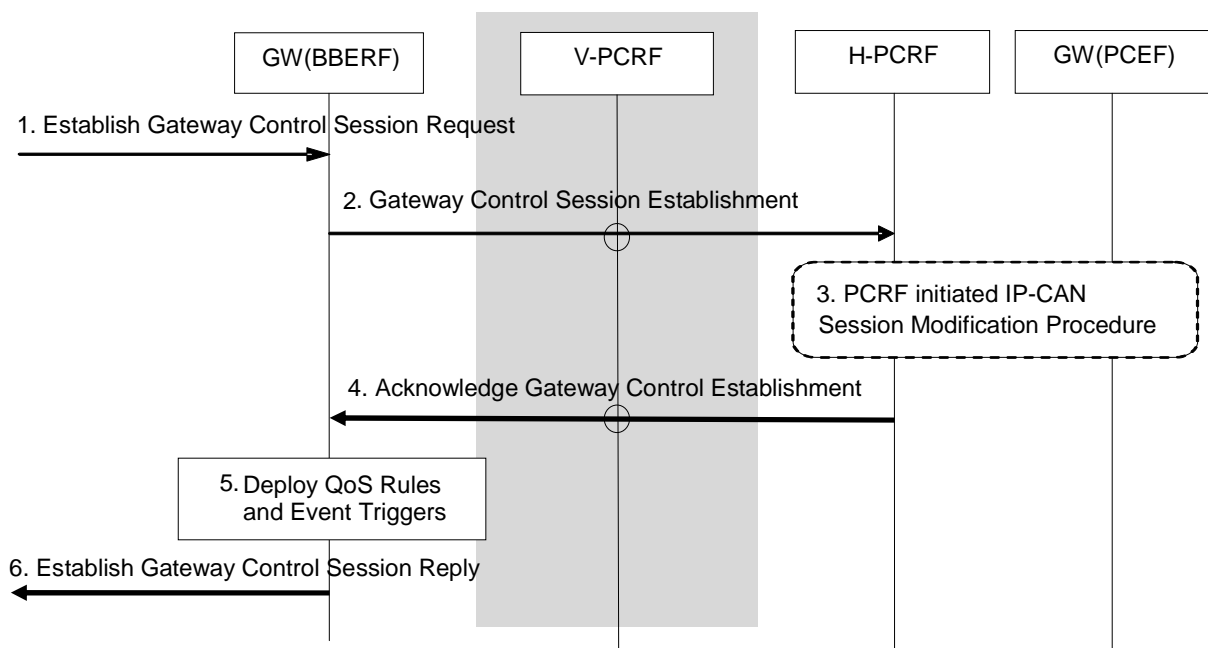 GW(BBERF)
V-PCRF
H-PCRF
GW(PCEF)
1. Establish Gateway Control Session Request
2. Gateway Control Session Establishment
3. PCRF initiated IP-CAN
Session Modification Procedure
4. Acknowledge Gateway Control Establishment
5. Deploy QoS Rules
and Event Triggers
6. Establish Gateway Control Session Reply